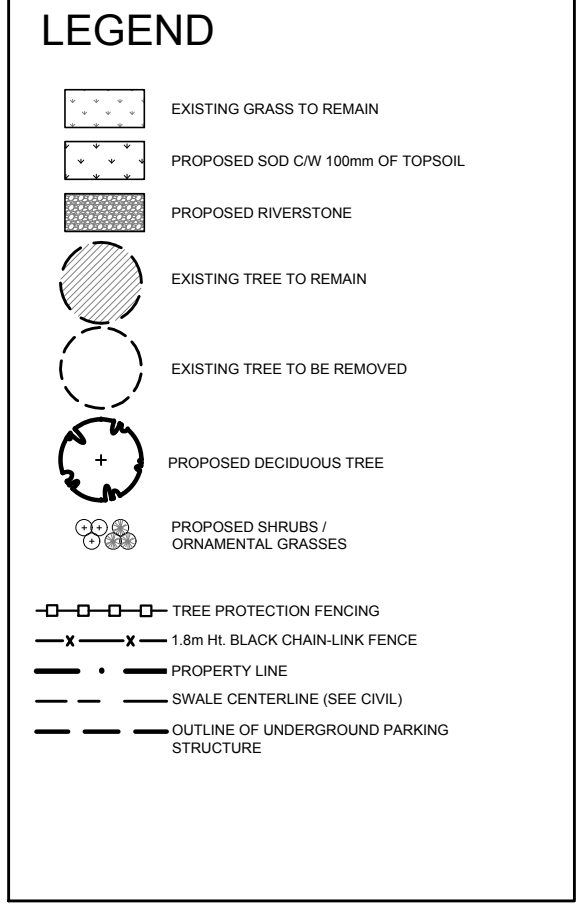 LEGEND
EXISTING GRASS TO REMAIN
PROPOSED SOD C/W 100mm OF TOPSOIL
PROPOSED RIVERSTONE
EXISTING TREE TO REMAIN
EXISTING TREE TO BE REMOVED
PROPOSED DECIDUOUS TREE
PROPOSED SHRUBS /
ORNAMENTAL GRASSES
TREE PROTECTION FENCING
1.8m Ht. BLACK CHAIN-LINK FENCE
PROPERTY LINE
SWALE CENTERLINE (SEE CIVIL)
OUTLINE OF UNDERGROUND PARKING
STRUCTURE